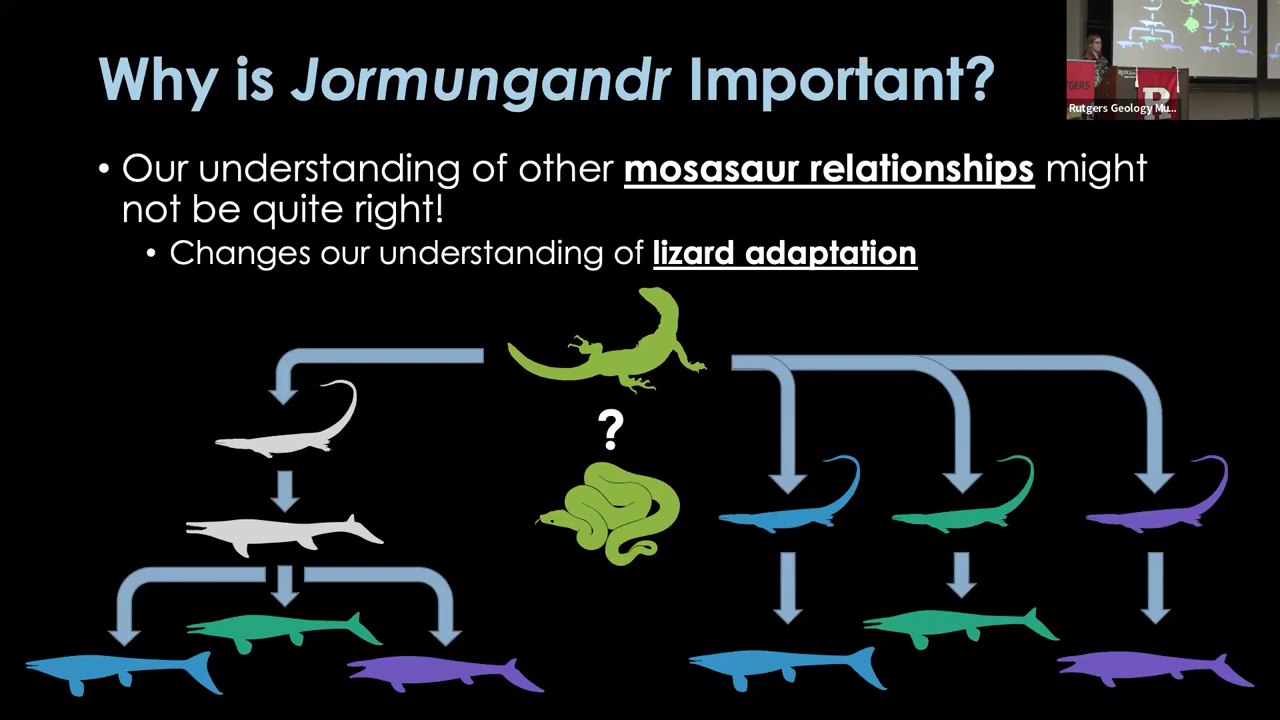 Why is Jormungandr Important?
• Our understanding of other mosasaur relationships might
not be quite right!
• Changes our understanding of lizard adaptation
?
RUTGERS
R
Rutgers Geology Mu...